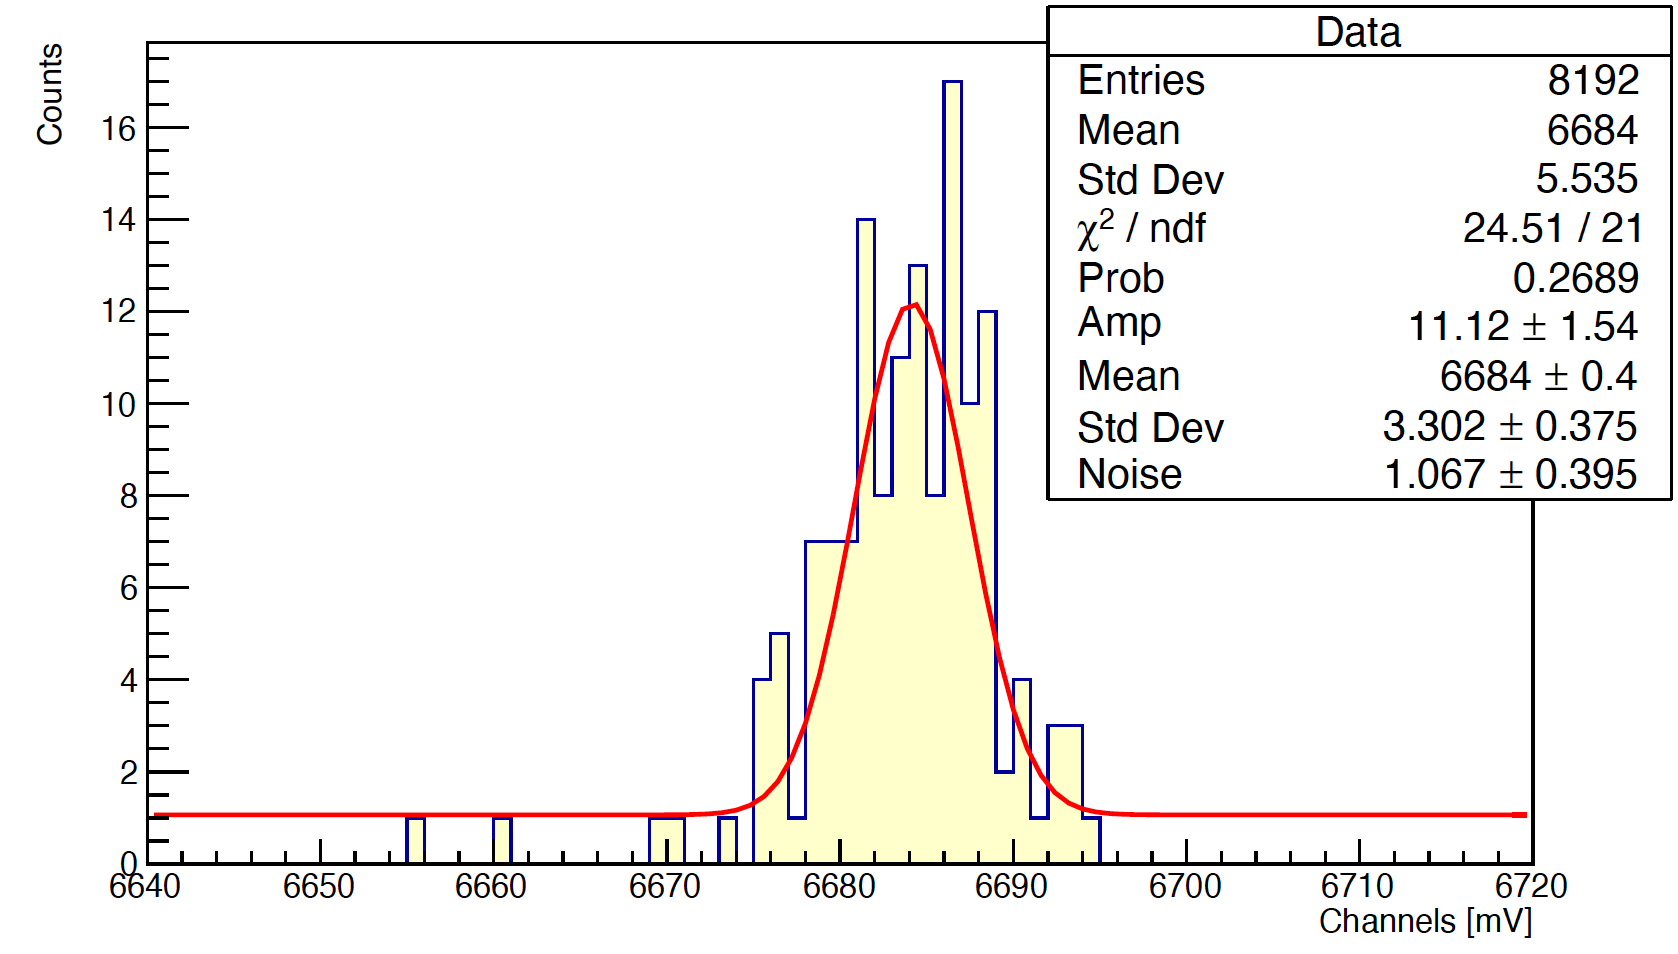 Data
Entries 8192
Mean 6684
Std Dev 5.535
χ² / ndf 24.51 / 21
Prob 0.2689
Amp 11.12 ± 1.54
Mean 6684 ± 0.4
Std Dev 3.302 ± 0.375
Noise 1.067 ± 0.395
Counts
16
14
12
10
8
6
4
2
0
6640 6650 6660 6670 6680 6690 6700 6710 6720
Channels [mV]